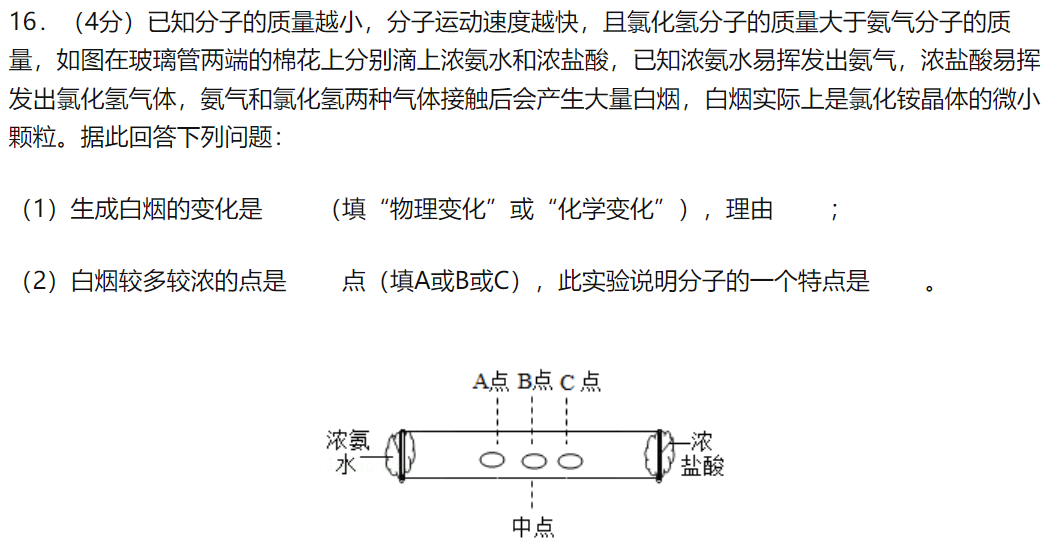 16．（4分）已知分子的质量越小，分子运动速度越快，且氯化氢分子的质量大于氨气分子的质
量，如图在玻璃管两端的棉花上分别滴上浓氨水和浓盐酸，已知浓氨水易挥发出氨气，浓盐酸易挥
发出氯化氢气体，氨气和氯化氢两种气体接触后会产生大量白烟，白烟实际上是氯化铵晶体的微小
颗粒。据此回答下列问题：
（1）生成白烟的变化是　　（填“物理变化”或“化学变化”），理由　　；
（2）白烟较多较浓的点是　　点（填A或B或C），此实验说明分子的一个特点是　　。
A点 B点 C 点
浓氨水
浓盐酸
中点